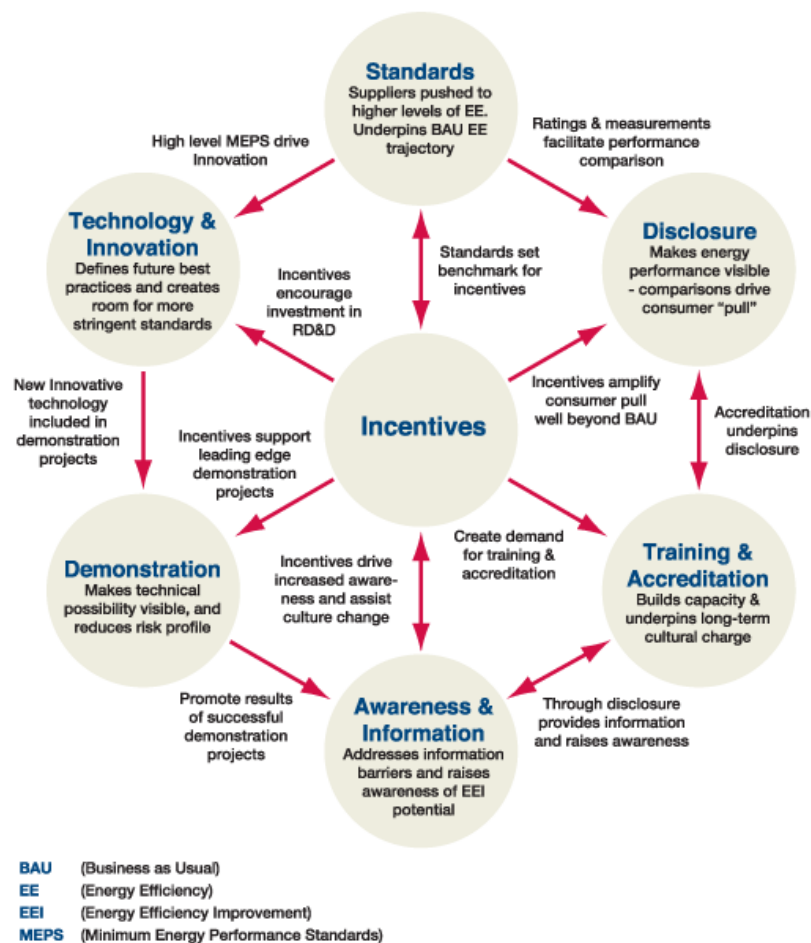 Standards
Suppliers pushed to
higher levels of EE.
Underpins BAU EE
trajectory
High level MEPS drive
Innovation
Ratings & measurements
facilitate performance
comparison
Technology &
Innovation
Defines future best
practices and creates
room for more
stringent standards
Incentives
encourage
investment in
RD&D
Standards set
benchmark for
incentives
Disclosure
Makes energy
performance visible
- comparisons drive
consumer “pull”
New Innovative
technology
included in
demonstration
projects
Incentives support
leading edge
demonstration
projects
Incentives
Incentives amplify
consumer pull
well beyond BAU
Accreditation
underpins
disclosure
Demonstration
Makes technical
possibility visible, and
reduces risk profile
Incentives drive
increased aware-
ness and assist
culture change
Create demand
for training &
accreditation
Training &
Accreditation
Builds capacity &
underpins long-term
cultural charge
Promote results
of successful
demonstration
projects
Awareness &
Information
Addresses information
barriers and raises
awareness of EEI
potential
Through disclosure
provides information
and raises awareness
BAU (Business as Usual)
EE (Energy Efficiency)
EEI (Energy Efficiency Improvement)
MEPS (Minimum Energy Performance Standards)